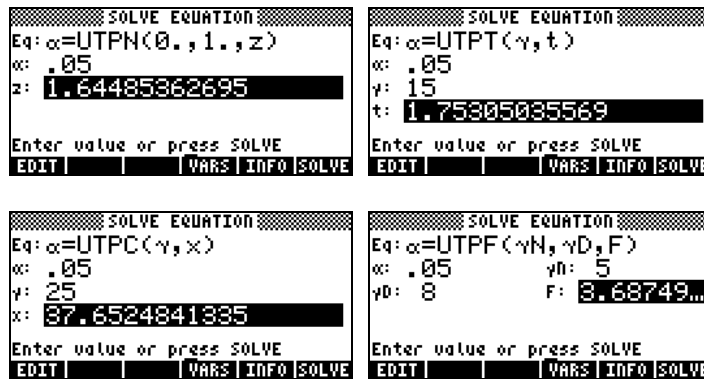 SOLVE EQUATION
Eq: α=UTPN(0.,1.,z)
α: .05
z: 1.64485362695
Enter value or press SOLVE
EDIT VARS INFO SOLVE
SOLVE EQUATION
Eq: α=UTPT(γ,t)
α: .05
γ: 15
t: 1.75305035569
Enter value or press SOLVE
EDIT VARS INFO SOLVE
SOLVE EQUATION
Eq: α=UTPC(γ,x)
α: .05
γ: 25
x: 37.6524841335
Enter value or press SOLVE
EDIT VARS INFO SOLVE
SOLVE EQUATION
Eq: α=UTPF(γN,γD,F)
α: .05 γN: 5
γD: 8 F: 3.68749…
Enter value or press SOLVE
EDIT VARS INFO SOLVE